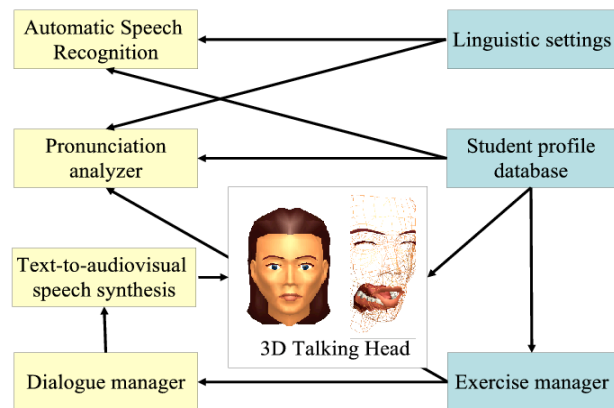 Automatic Speech
Recognition
Linguistic settings
Pronunciation
analyzer
Student profile
database
Text-to-audiovisual
speech synthesis
3D Talking Head
Dialogue manager
Exercise manager